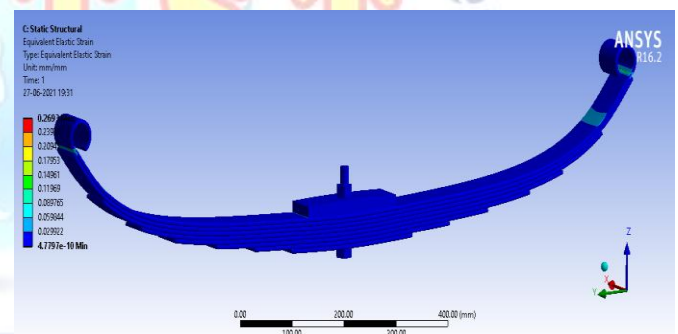 C: Static Structural
Equivalent Elastic Strain
Type: Equivalent Elastic Strain
Unit: mm/mm
Time: 1
27-06-2021 19:31
ANSYS
R16.2
0.17953
0.14961
0.11969
0.089765
0.059844
0.029922
4.7797e-10 Min
Z
X
Y
0.00 200.00 400.00 (mm)
100.00 300.00